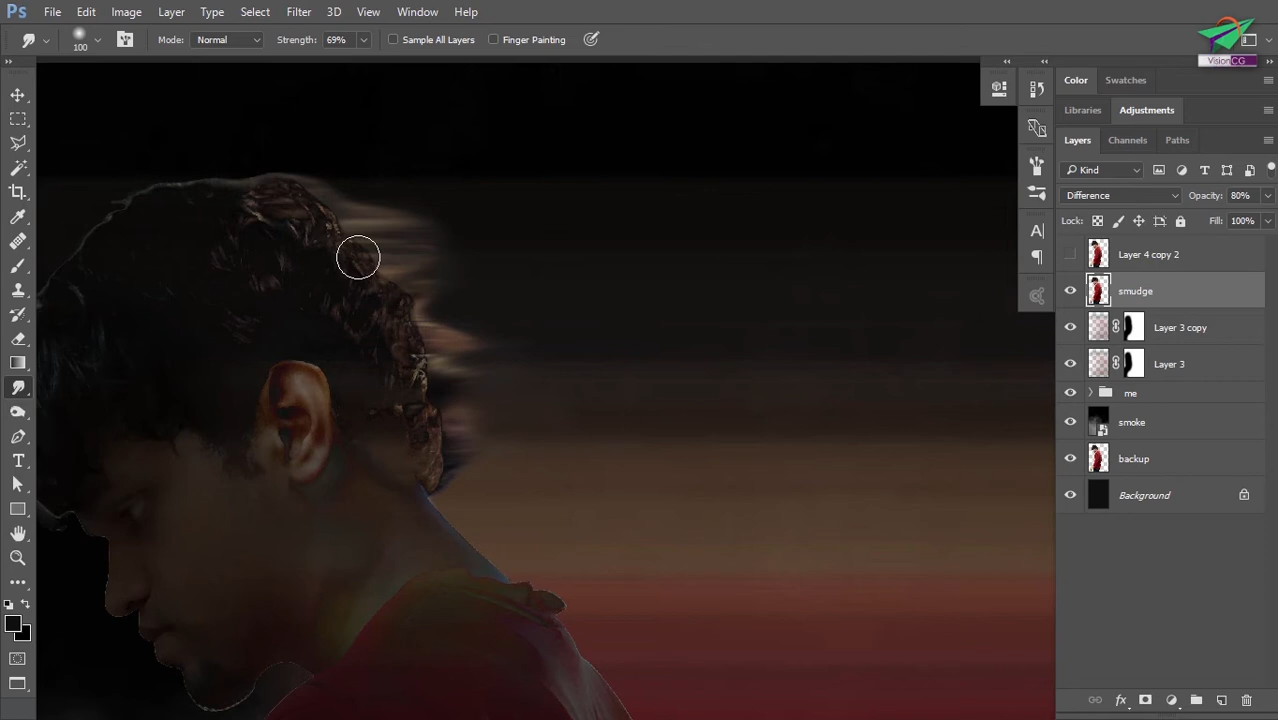 Ps File Edit Image Layer Type Select Filter 3D View Window Help
100 Mode: Normal Strength: 69% Sample All Layers Finger Painting
VisionCG
Color Swatches
Libraries Adjustments
Layers Channels Paths
Kind
Difference Opacity: 80%
Lock: Fill: 100%
Layer 4 copy 2
smudge
Layer 3 copy
Layer 3
me
smoke
backup
Background